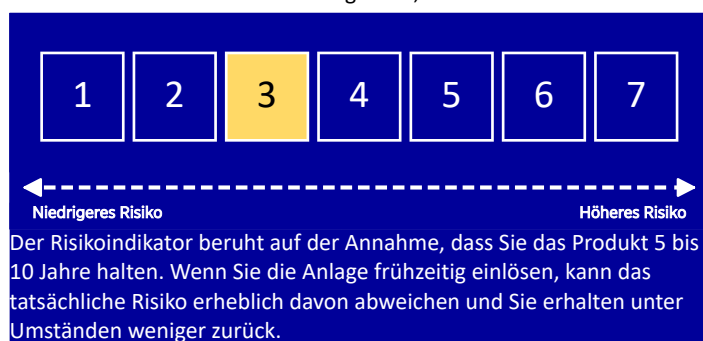 1 2 3 4 5 6 7
Niedrigeres Risiko Höheres Risiko
Der Risikoindikator beruht auf der Annahme, dass Sie das Produkt 5 bis
10 Jahre halten. Wenn Sie die Anlage frühzeitig einlösen, kann das
tatsächliche Risiko erheblich davon abweichen und Sie erhalten unter
Umständen weniger zurück.